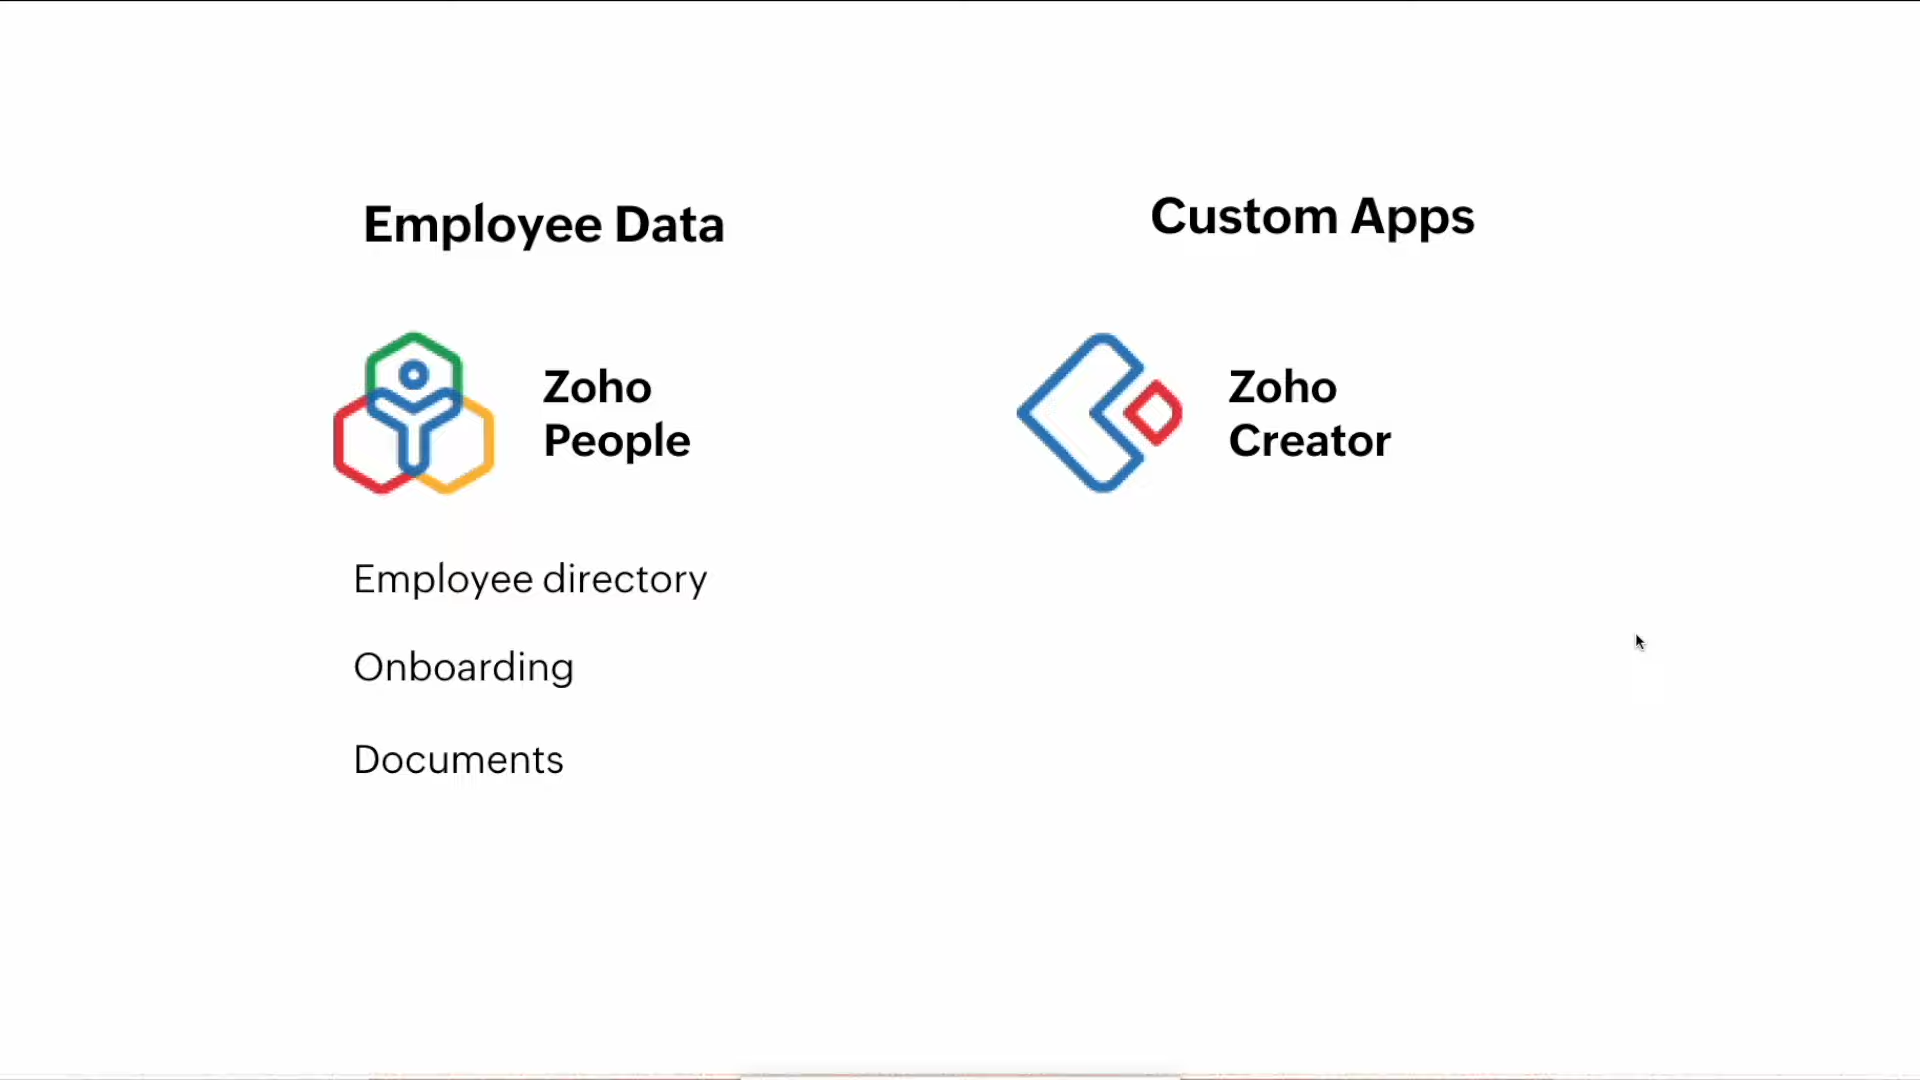 Employee Data
Zoho
People
Employee directory
Onboarding
Documents
Custom Apps
Zoho
Creator